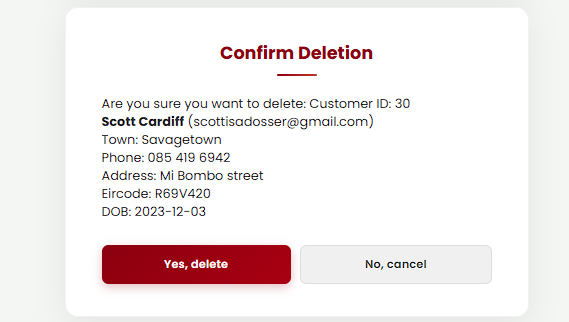 Confirm Deletion
Are you sure you want to delete: Customer ID: 30
Scott Cardiff (scottisadosser@gmail.com)
Town: Savagetown
Phone: 085 419 6942
Address: Mi Bombo street
Eircode: R69V420
DOB: 2023-12-03
Yes, delete
No, cancel